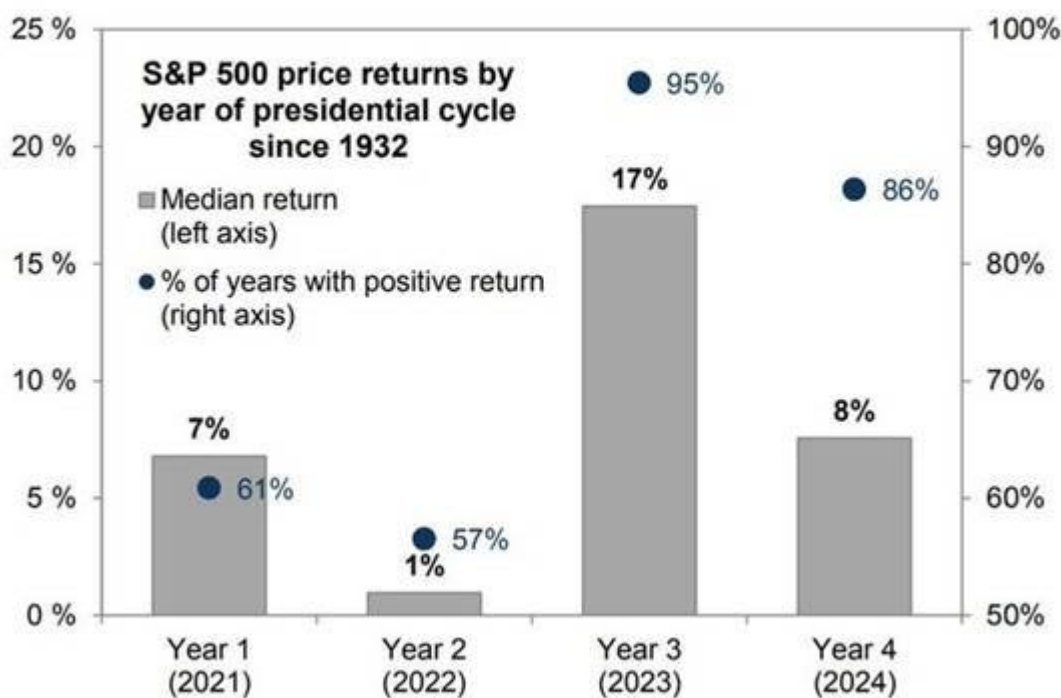 25 %
20 %
15 %
10 %
5 %
0 %
S&P 500 price returns by
year of presidential cycle
since 1932
Median return
(left axis)
% of years with positive return
(right axis)
7%
61%
1%
57%
17%
95%
8%
86%
100%
90%
80%
70%
60%
50%
Year 1
(2021)
Year 2
(2022)
Year 3
(2023)
Year 4
(2024)